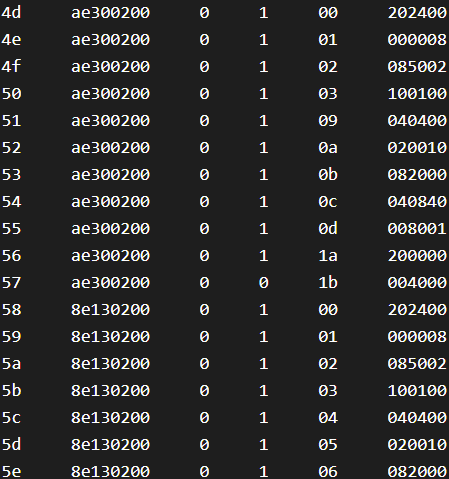 4d ae300200 0 1 00 202400
4e ae300200 0 1 01 000008
4f ae300200 0 1 02 085002
50 ae300200 0 1 03 100100
51 ae300200 0 1 09 040400
52 ae300200 0 1 0a 020010
53 ae300200 0 1 0b 082000
54 ae300200 0 1 0c 040840
55 ae300200 0 1 0d 008001
56 ae300200 0 1 1a 200000
57 ae300200 0 0 1b 004000
58 8e130200 0 1 00 202400
59 8e130200 0 1 01 000008
5a 8e130200 0 1 02 085002
5b 8e130200 0 1 03 100100
5c 8e130200 0 1 04 040400
5d 8e130200 0 1 05 020010
5e 8e130200 0 1 06 082000